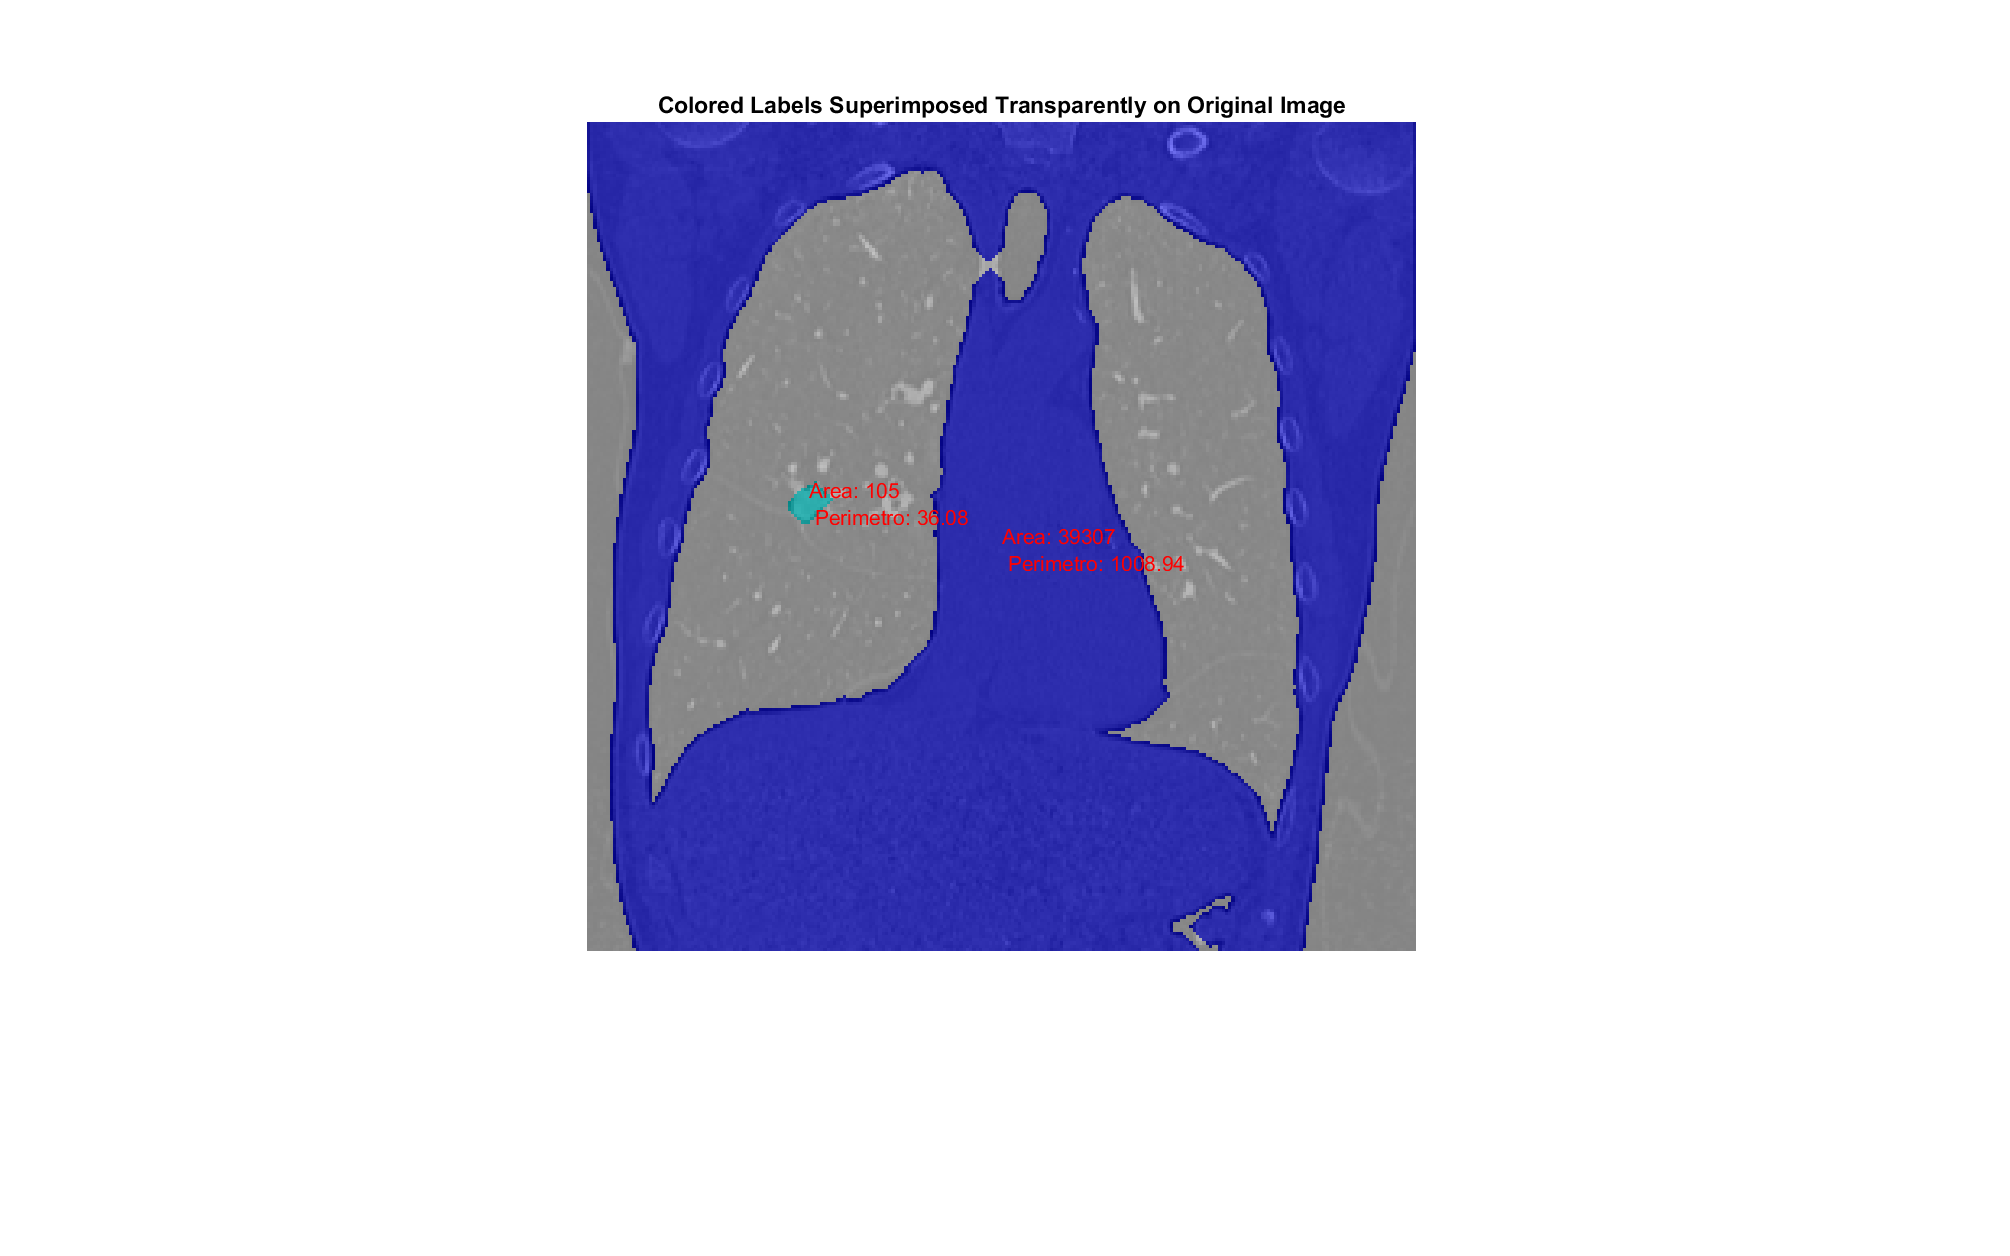 Colored Labels Superimposed Transparently on Original Image
Area: 105
Perimetro: 36.08
Area: 39307
Perimetro: 1008.94